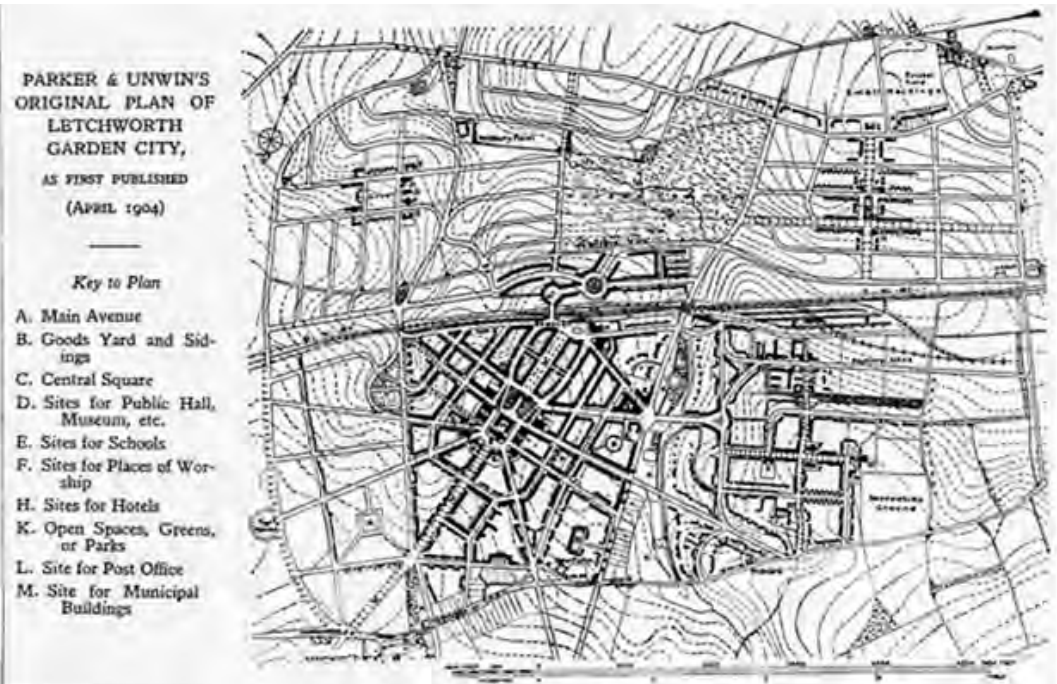 PARKER & UNWIN'S
ORIGINAL PLAN OF
LETCHWORTH
GARDEN CITY,
AS FIRST PUBLISHED
(APRIL 1904)
Key to Plan
A. Main Avenue
B. Goods Yard and Sid-
ings
C. Central Square
D. Sites for Public Hall,
Museum, etc.
E. Sites for Schools
F. Sites for Places of Wor-
ship
H. Sites for Hotels
K. Open Spaces, Greens,
or Parks
L. Site for Post Office
M. Site for Municipal
Buildings
Small Holdings